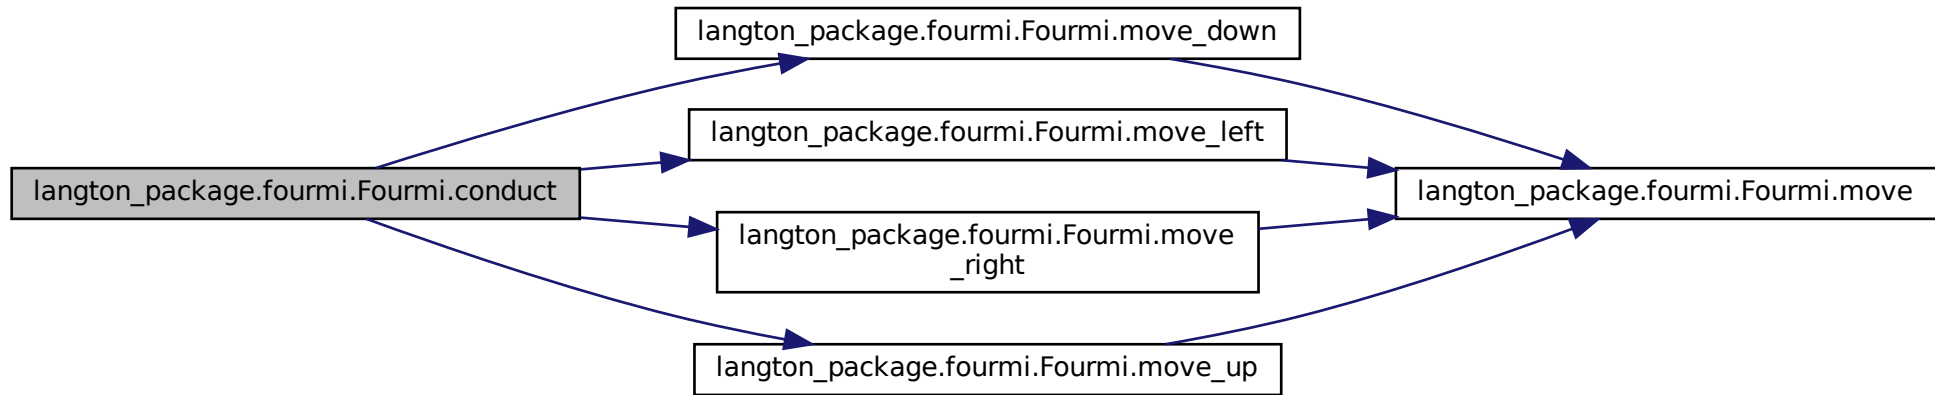 langton_package.fourmi.Fourmi.conduct
langton_package.fourmi.Fourmi.move_down
langton_package.fourmi.Fourmi.move_left
langton_package.fourmi.Fourmi.move
_right
langton_package.fourmi.Fourmi.move_up
langton_package.fourmi.Fourmi.move